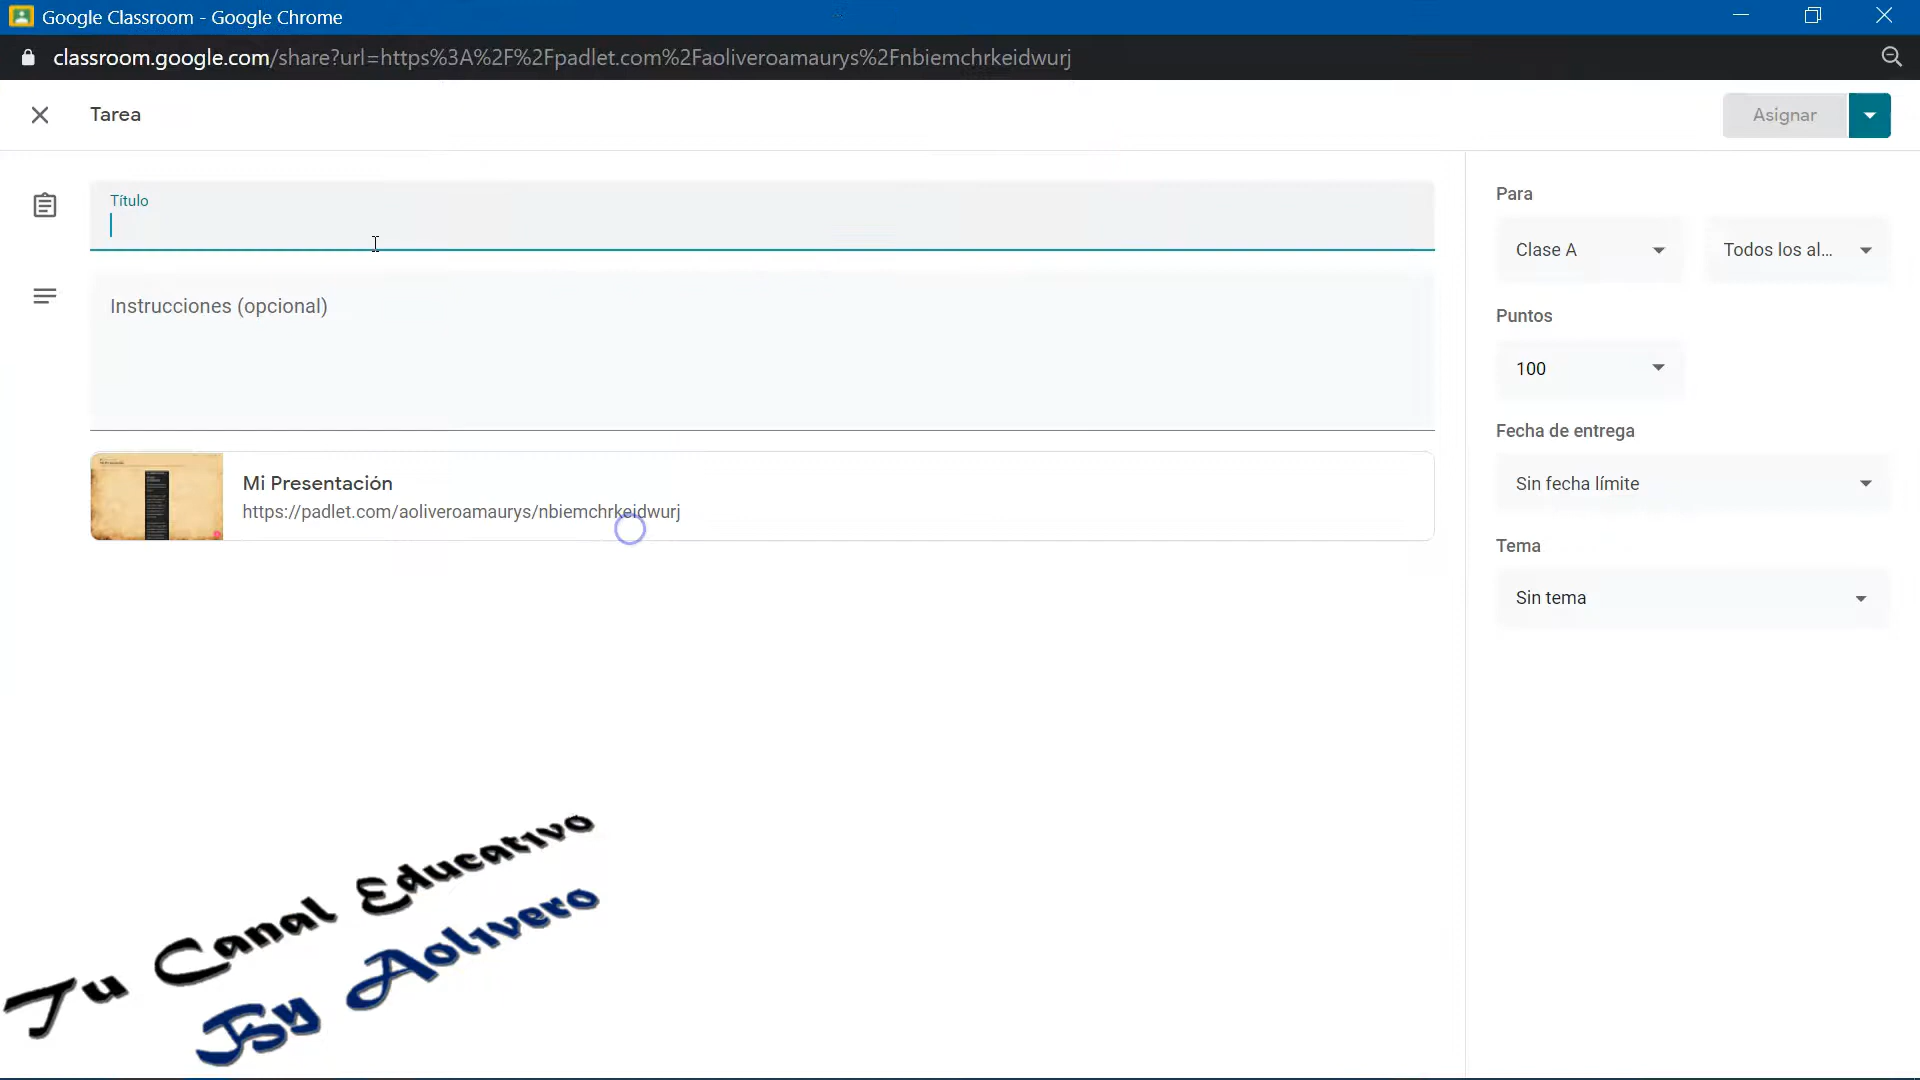 Google Classroom - Google Chrome
classroom.google.com/share?url=https%3A%2F%2Fpadlet.com%2Faoliveroamaurys%2Fnbiemchrkeidwurj
Tarea
Asignar
Título
Instrucciones (opcional)
Mi Presentación
https://padlet.com/aoliveroamaurys/nbiemchrkeidwurj
Para
Clase A
Todos los al...
Puntos
100
Fecha de entrega
Sin fecha límite
Tema
Sin tema
Tu Canal Educativo
By Aolivero